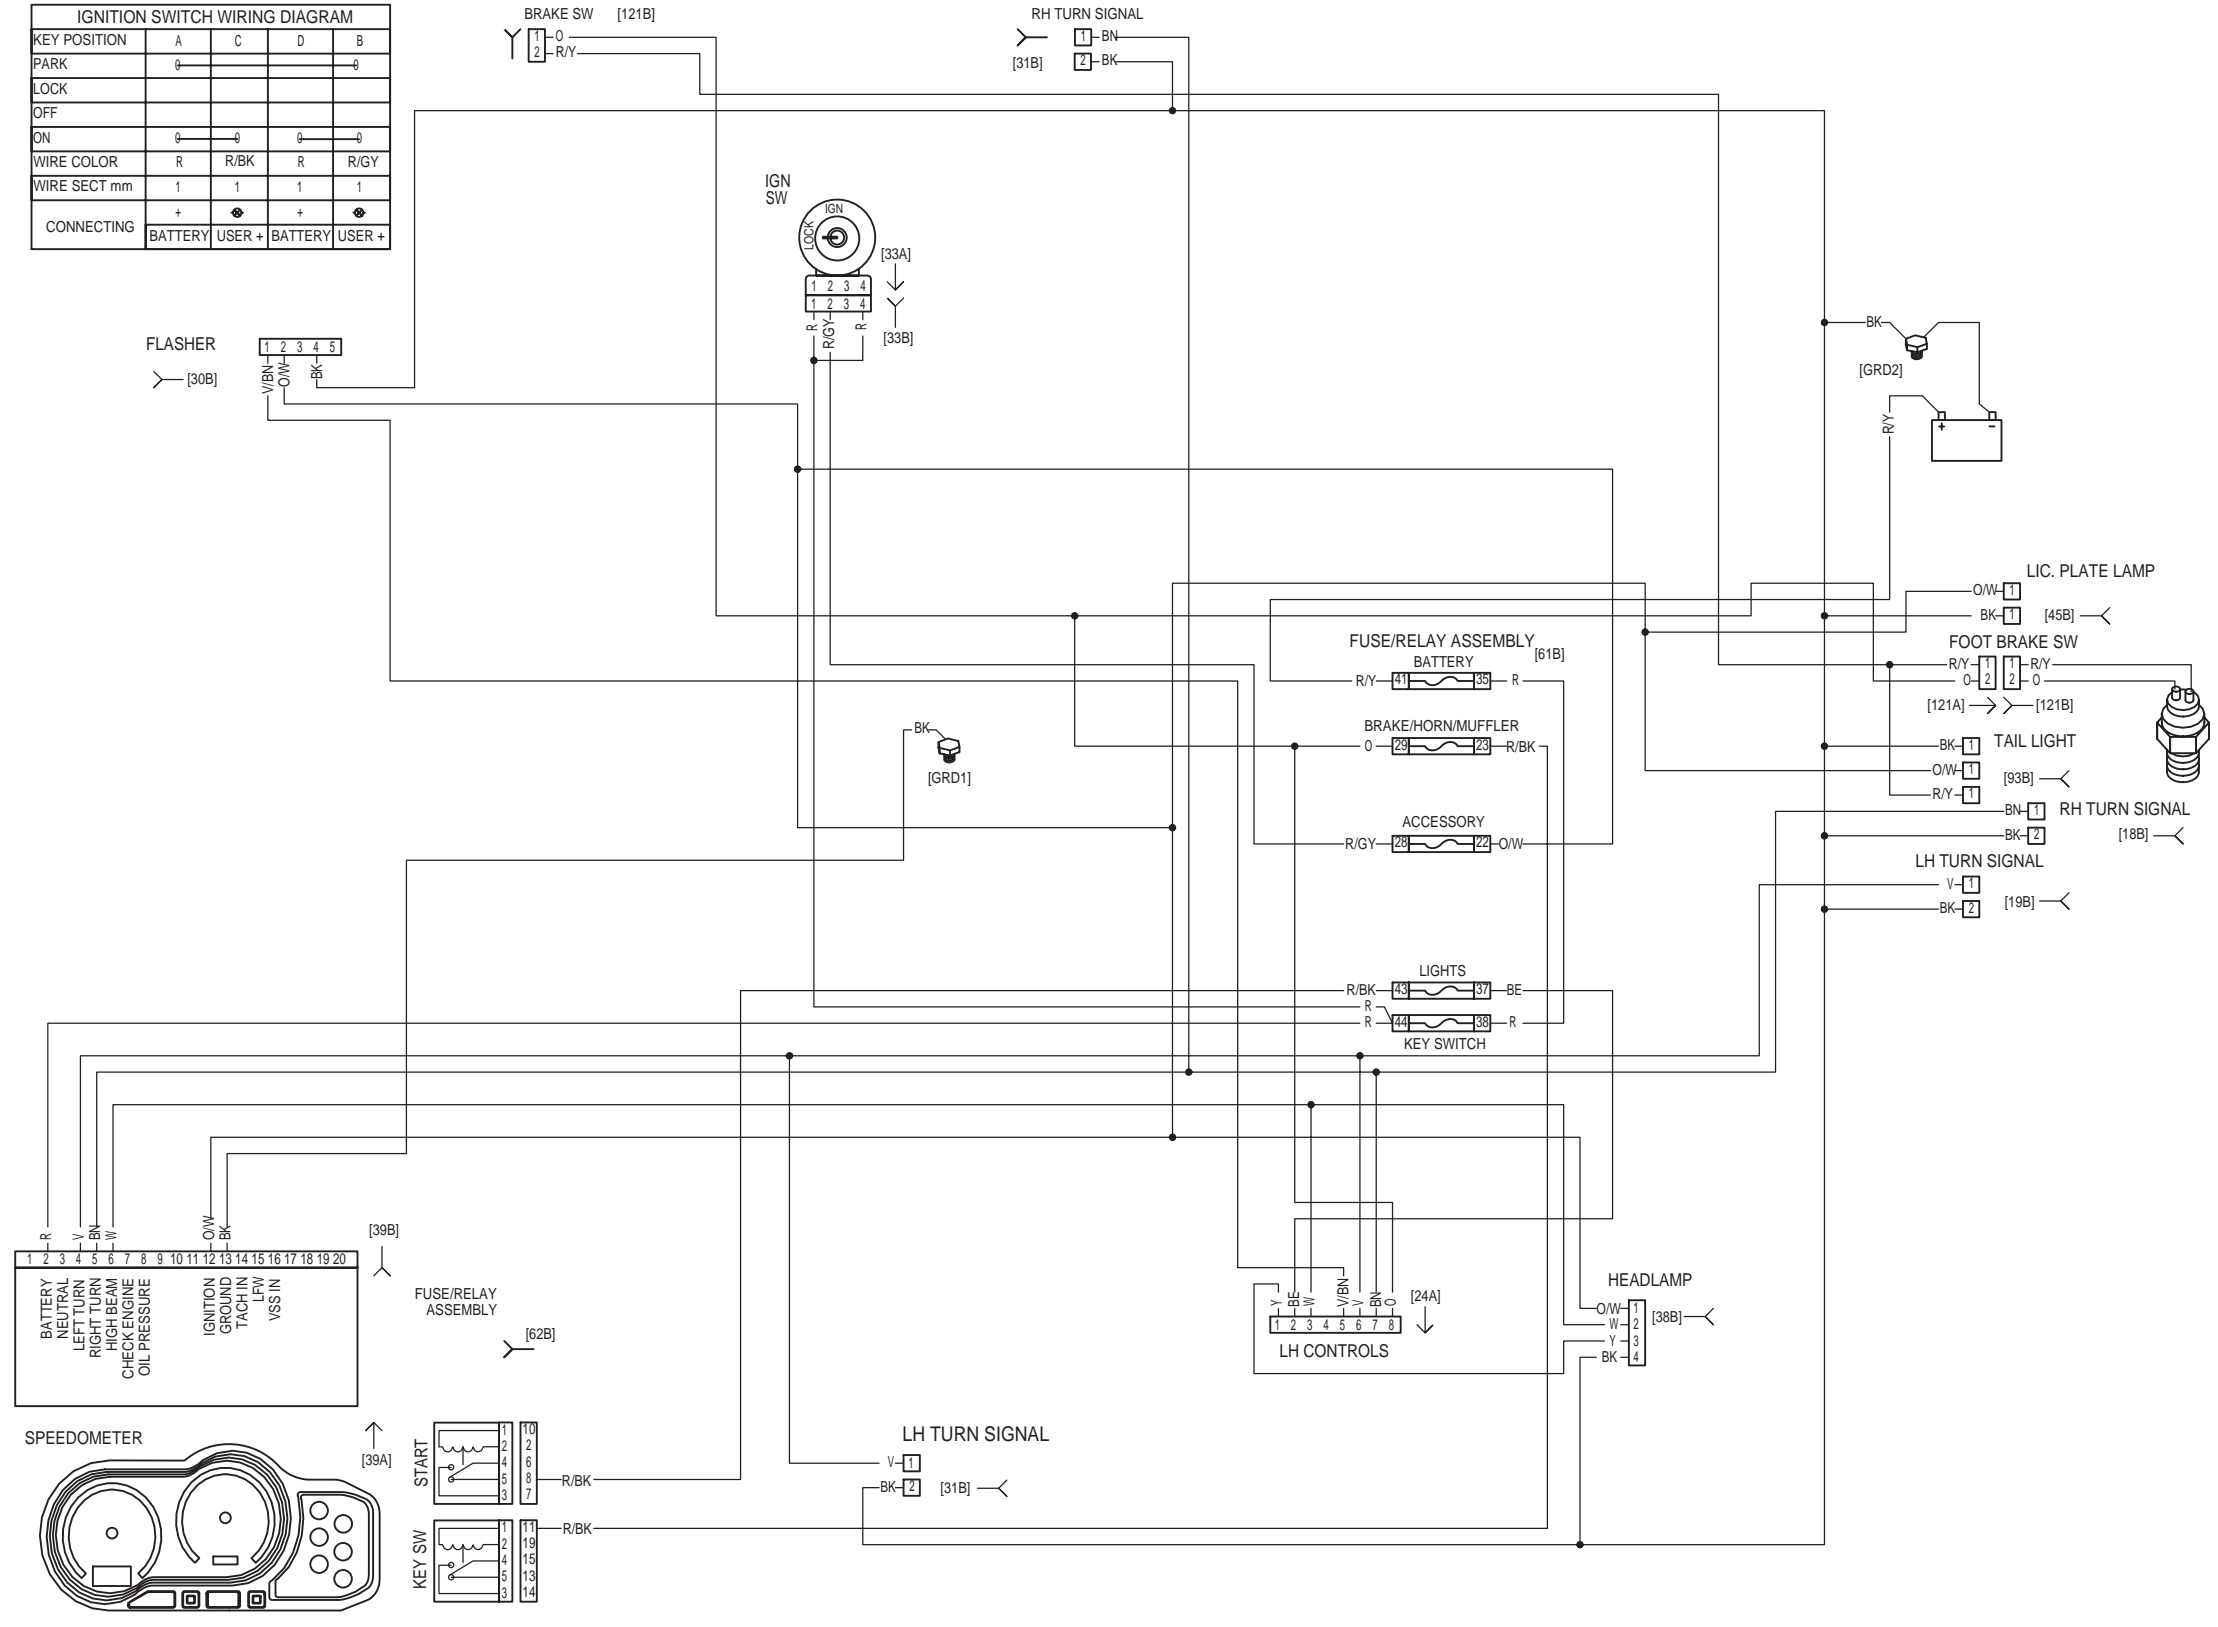 IGNITION SWITCH WIRING DIAGRAM
KEY POSITION A C D B
PARK 0 0
LOCK
OFF
ON 0 0 0 0
WIRE COLOR R R/BK R R/GY
WIRE SECT mm 1 1 1 1
CONNECTING + +
BATTERY USER + BATTERY USER +
BRAKE SW [121B]
1 O
2 R/Y
RH TURN SIGNAL
1 BN
[31B] 2 BK
IGN
SW
IGN
LOCK
[33A]
1 2 3 4
1 2 3 4
R R/GY R
[33B]
FLASHER
1 2 3 4 5
V/BN O/W BK
[30B]
BK
[GRD2]
R/Y
+ −
LIC. PLATE LAMP
O/W 1
BK 1 [45B]
FOOT BRAKE SW
R/Y 1 1 R/Y
O 2 2 O
[121A] [121B]
BK 1 TAIL LIGHT
O/W 1 [93B]
R/Y 1
BN 1 RH TURN SIGNAL
BK 2 [18B]
LH TURN SIGNAL
V 1
BK 2 [19B]
FUSE/RELAY ASSEMBLY
[61B]
BATTERY
R/Y 41 35 R
BRAKE/HORN/MUFFLER
O 29 23 R/BK
ACCESSORY
R/GY 28 22 O/W
LIGHTS
R/BK 43 37 BE
R
R 44 38 R
KEY SWITCH
BK
[GRD1]
R V BN W O/W BK
[39B]
1 2 3 4 5 6 7 8 9 10 11 12 13 14 15 16 17 18 19 20
BATTERY
NEUTRAL
LEFT TURN
RIGHT TURN
HIGH BEAM
CHECK ENGINE
OIL PRESSURE
IGNITION
GROUND
TACH IN
LFW
VSS IN
FUSE/RELAY
ASSEMBLY
[62B]
SPEEDOMETER
[39A]
START
1 10
2 2
4 6
5 8 R/BK
3 7
KEY SW
1 11 R/BK
2 19
4 15
5 13
3 14
LH TURN SIGNAL
V 1
BK 2 [31B]
Y BE W V/BN V BN O
[24A]
1 2 3 4 5 6 7 8
LH CONTROLS
HEADLAMP
O/W 1
W 2 [38B]
Y 3
BK 4